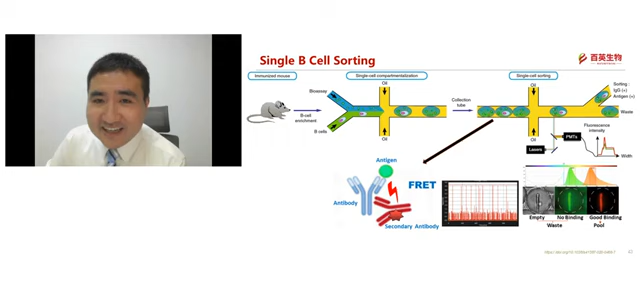 Single B Cell Sorting
百英生物
Immunized mouse
Single-cell compartmentalization
Single-cell sorting
Oil
Oil
Sorting :
IgG (+)
Antigen (+)
Bioassay
B-cell
enrichment
Collection
tube
Waste
B cells
Oil
Oil
Fluorescence
intensity
PMTs
Lasers
Width
Antigen
FRET
Antibody
Secondary Antibody
Empty
No Binding
Good Binding
Waste
Pool